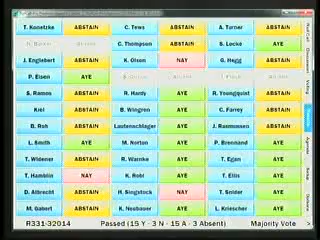 T. Konetzke ABSTAIN C. Tews ABSTAIN A. Turner ABSTAIN
C. Thompson ABSTAIN S. Locke AYE
J. Englebert ABSTAIN K. Olson NAY G. Hegg ABSTAIN
P. Eisen AYE
S. Ramos ABSTAIN R. Hardy ABSTAIN R. Youngquist ABSTAIN
Kiel ABSTAIN B. Wingren AYE C. Farrey ABSTAIN
B. Roh ABSTAIN Lautenschlager AYE J. Rasmussen ABSTAIN
L. Smith AYE M. Norton AYE P. Brennand AYE
T. Widener ABSTAIN R. Warnke AYE T. Egan AYE
T. Hamblin NAY K. Robl AYE T. Ellis AYE
D. Albrecht ABSTAIN H. Singstock NAY T. Snider AYE
M. Gabert ABSTAIN K. Neubauer AYE L. Kriescher AYE
R331-32014 Passed (15 Y - 3 N - 15 A - 3 Absent) Majority Vote